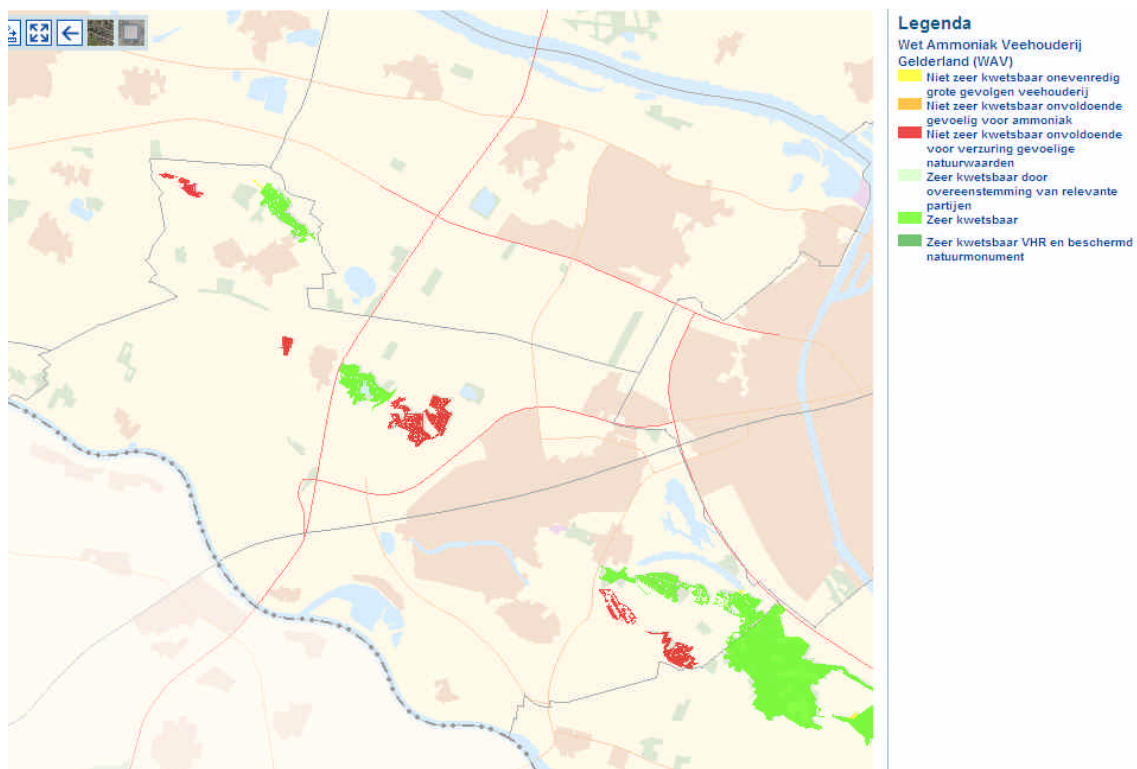 Legenda
Wet Ammoniak Veehouderij
Gelderland (WAV)
Niet zeer kwetsbaar onevenredig
grote gevolgen veehouderij
Niet zeer kwetsbaar onvoldoende
gevoelig voor ammoniak
Niet zeer kwetsbaar onvoldoende
voor verzuring gevoelige
natuurwaarden
Zeer kwetsbaar door
overeenstemming van relevante
partijen
Zeer kwetsbaar
Zeer kwetsbaar VHR en beschermd
natuurmonument